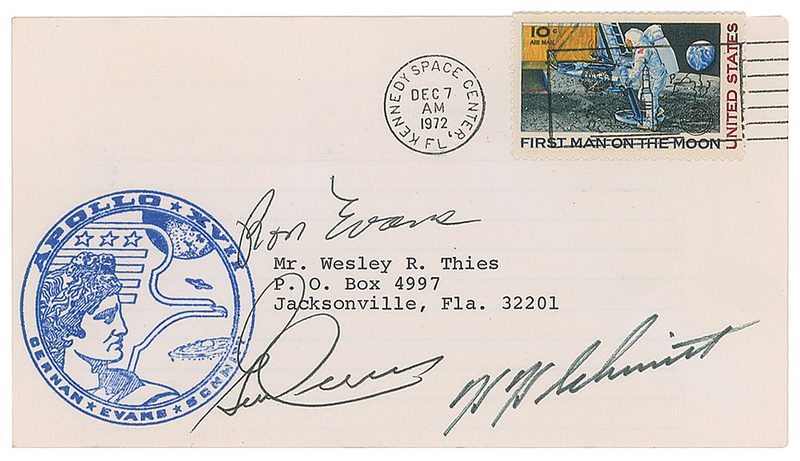 10c
AIR MAIL
UNITED STATES
FIRST MAN ON THE MOON
KENNEDY SPACE CENTER, FL
DEC 7
AM
1972
APOLLO ★ XVII
CERNAN ★ EVANS ★ SCHMITT
Ron Evans
Mr. Wesley R. Thies
P. O. Box 4997
Jacksonville, Fla. 32201
Gene Cernan
H H Schmitt